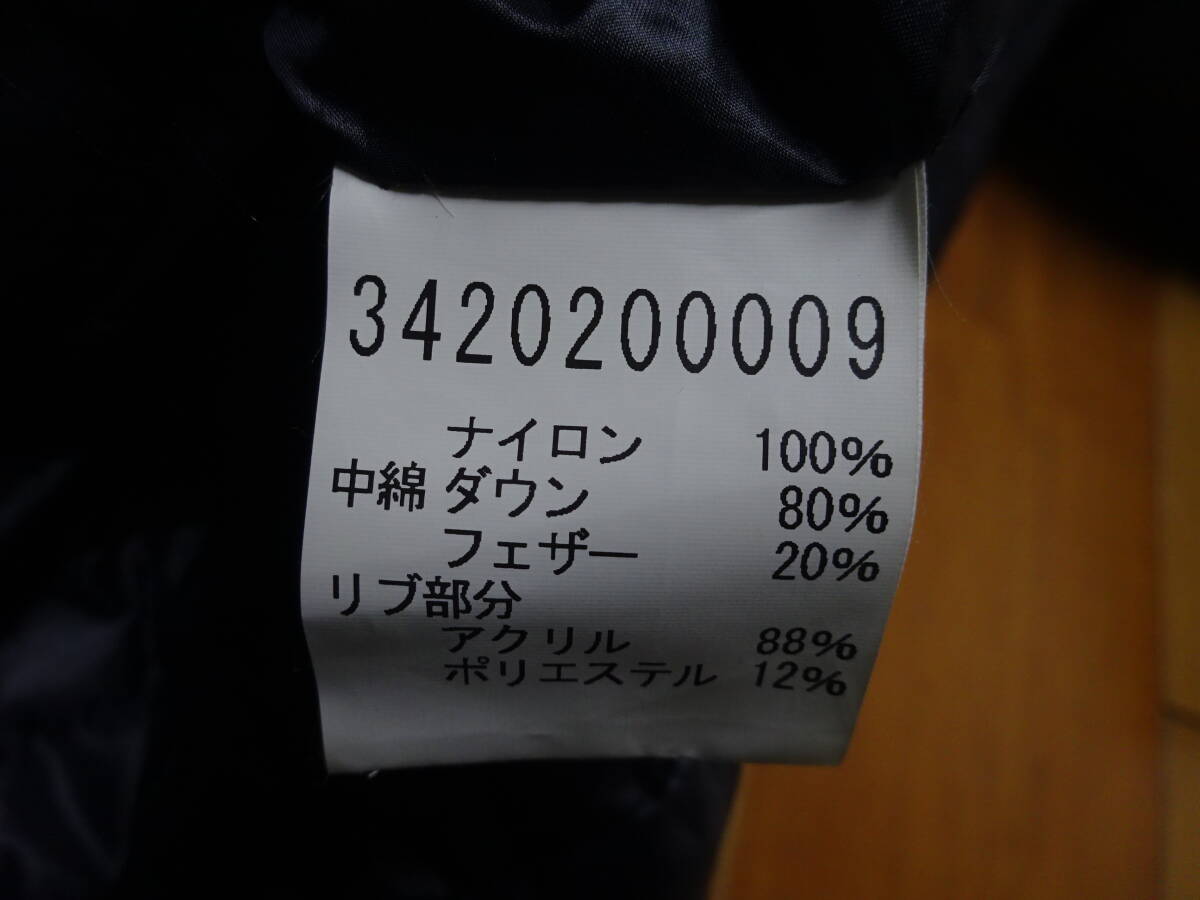 3420200009
ナイロン 100%
中綿 ダウン 80%
フェザー 20%
リブ部分
アクリル 88%
ポリエステル 12%